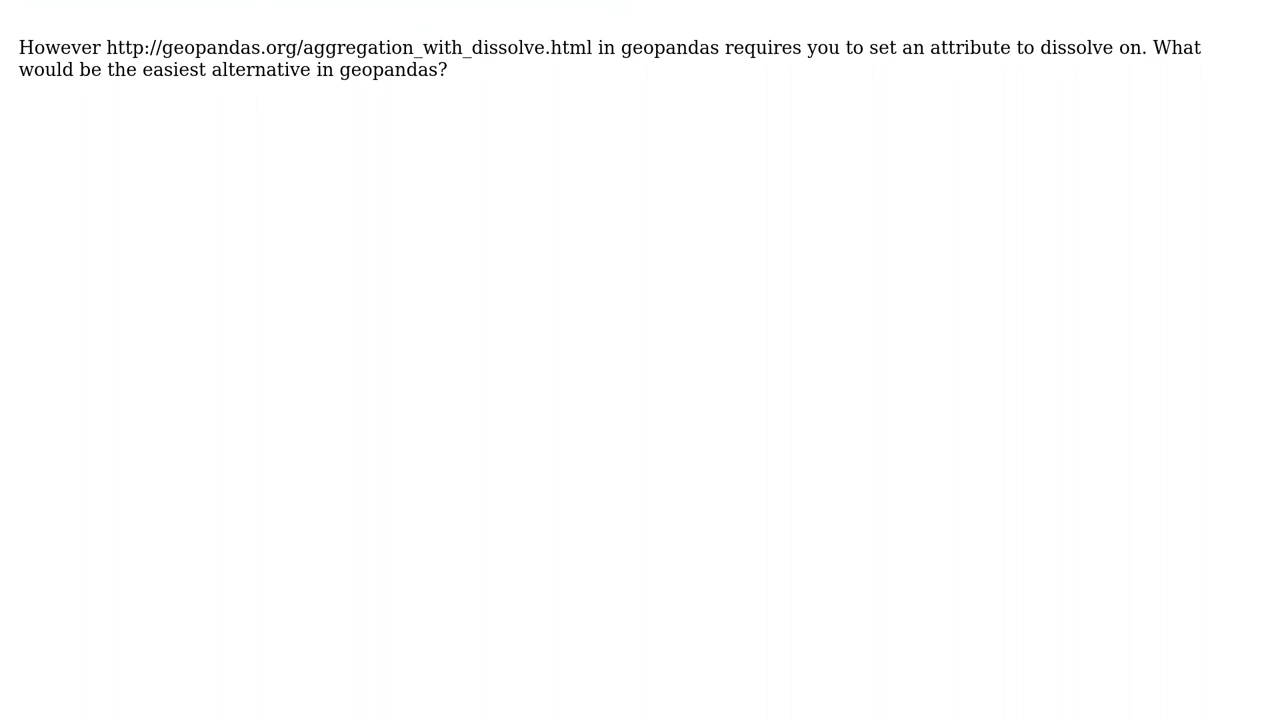 However http://geopandas.org/aggregation_with_dissolve.html in geopandas requires you to set an attribute to dissolve on. What
would be the easiest alternative in geopandas?